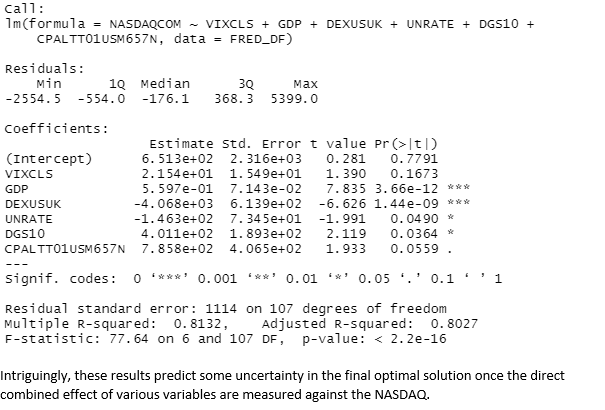 Call:
lm(formula = NASDAQCOM ~ VIXCLS + GDP + DEXUSUK + UNRATE + DGS10 +
    CPALTT01USM657N, data = FRED_DF)
Residuals:
    Min      1Q  Median      3Q     Max
-2554.5  -554.0  -176.1   368.3  5399.0
Coefficients:
                  Estimate Std. Error t value Pr(>|t|)
(Intercept)      6.513e+02  2.316e+03   0.281   0.7791
VIXCLS           2.154e+01  1.549e+01   1.390   0.1673
GDP              5.597e-01  7.143e-02   7.835 3.66e-12 ***
DEXUSUK         -4.068e+03  6.139e+02  -6.626 1.44e-09 ***
UNRATE          -1.463e+02  7.345e+01  -1.991   0.0490 *
DGS10            4.011e+02  1.893e+02   2.119   0.0364 *
CPALTT01USM657N  7.858e+02  4.065e+02   1.933   0.0559 .
---
Signif. codes:  0 ‘***’ 0.001 ‘**’ 0.01 ‘*’ 0.05 ‘.’ 0.1 ‘ ’ 1
Residual standard error: 1114 on 107 degrees of freedom
Multiple R-squared:  0.8132,    Adjusted R-squared:  0.8027
F-statistic: 77.64 on 6 and 107 DF,  p-value: < 2.2e-16
Intriguingly, these results predict some uncertainty in the final optimal solution once the direct
combined effect of various variables are measured against the NASDAQ.